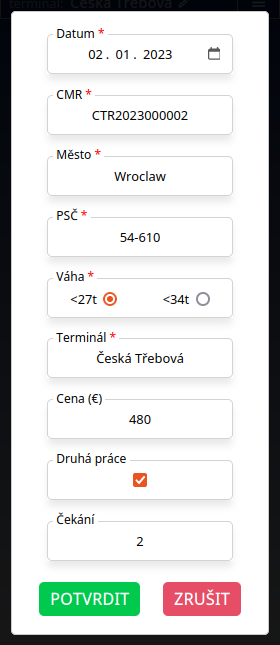 terminál: Česká Třebová
Datum *
02 . 01 . 2023
CMR *
CTR2023000002
Město *
Wroclaw
PSČ *
54-610
Váha *
<27t <34t
Terminál *
Česká Třebová
Cena (€)
480
Druhá práce
Čekání
2
POTVRDIT ZRUŠIT